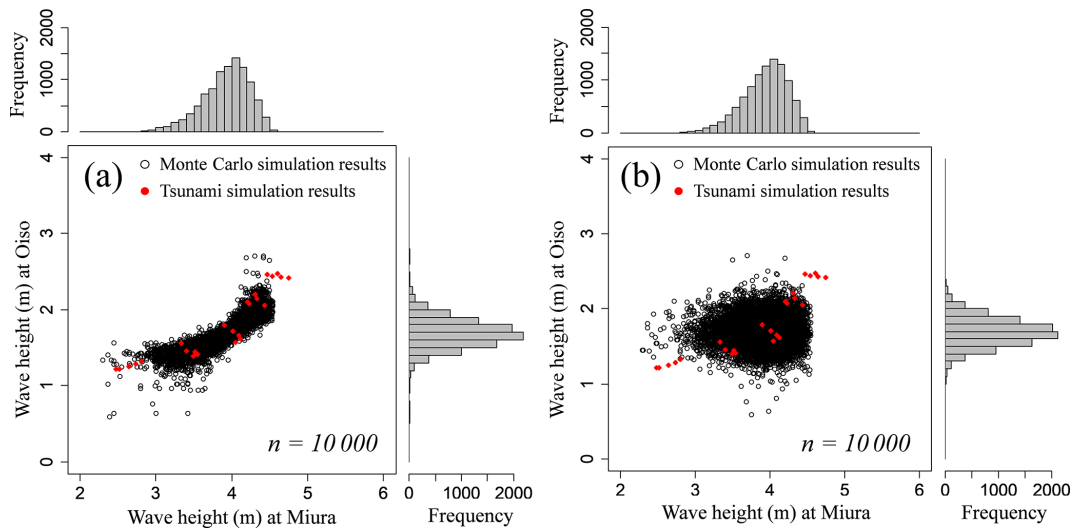 2000
1000
0
Frequency
(a)
Monte Carlo simulation results
Tsunami simulation results
4
3
2
1
0
Wave height (m) at Oiso
n = 10 000
2 3 4 5 6
Wave height (m) at Miura
0 1000 2000
Frequency
2000
1000
0
Frequency
(b)
Monte Carlo simulation results
Tsunami simulation results
4
3
2
1
0
Wave height (m) at Oiso
n = 10 000
2 3 4 5 6
Wave height (m) at Miura
0 1000 2000
Frequency